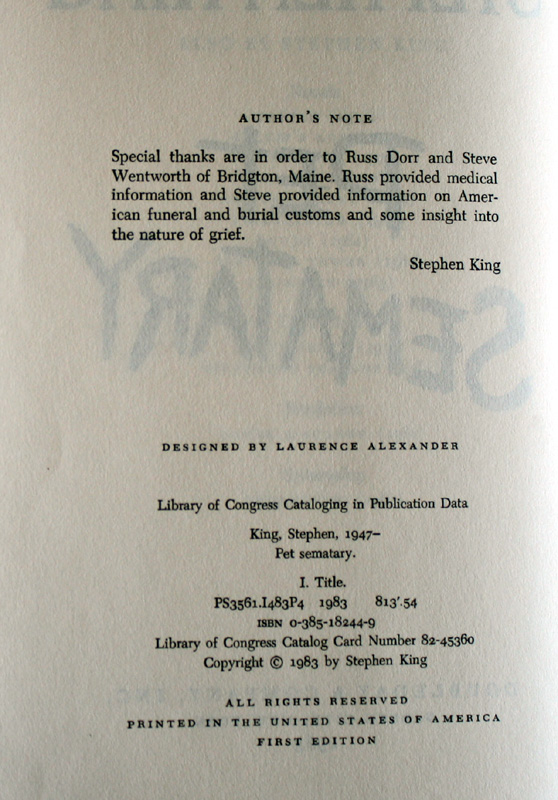 AUTHOR'S NOTE
Special thanks are in order to Russ Dorr and Steve
Wentworth of Bridgton, Maine. Russ provided medical
information and Steve provided information on Amer-
ican funeral and burial customs and some insight into
the nature of grief.
Stephen King
DESIGNED BY LAURENCE ALEXANDER
Library of Congress Cataloging in Publication Data
King, Stephen, 1947–
Pet sematary.
I. Title.
PS3561.I483P4 1983 813'.54
ISBN 0-385-18244-9
Library of Congress Catalog Card Number 82-45360
Copyright © 1983 by Stephen King
ALL RIGHTS RESERVED
PRINTED IN THE UNITED STATES OF AMERICA
FIRST EDITION